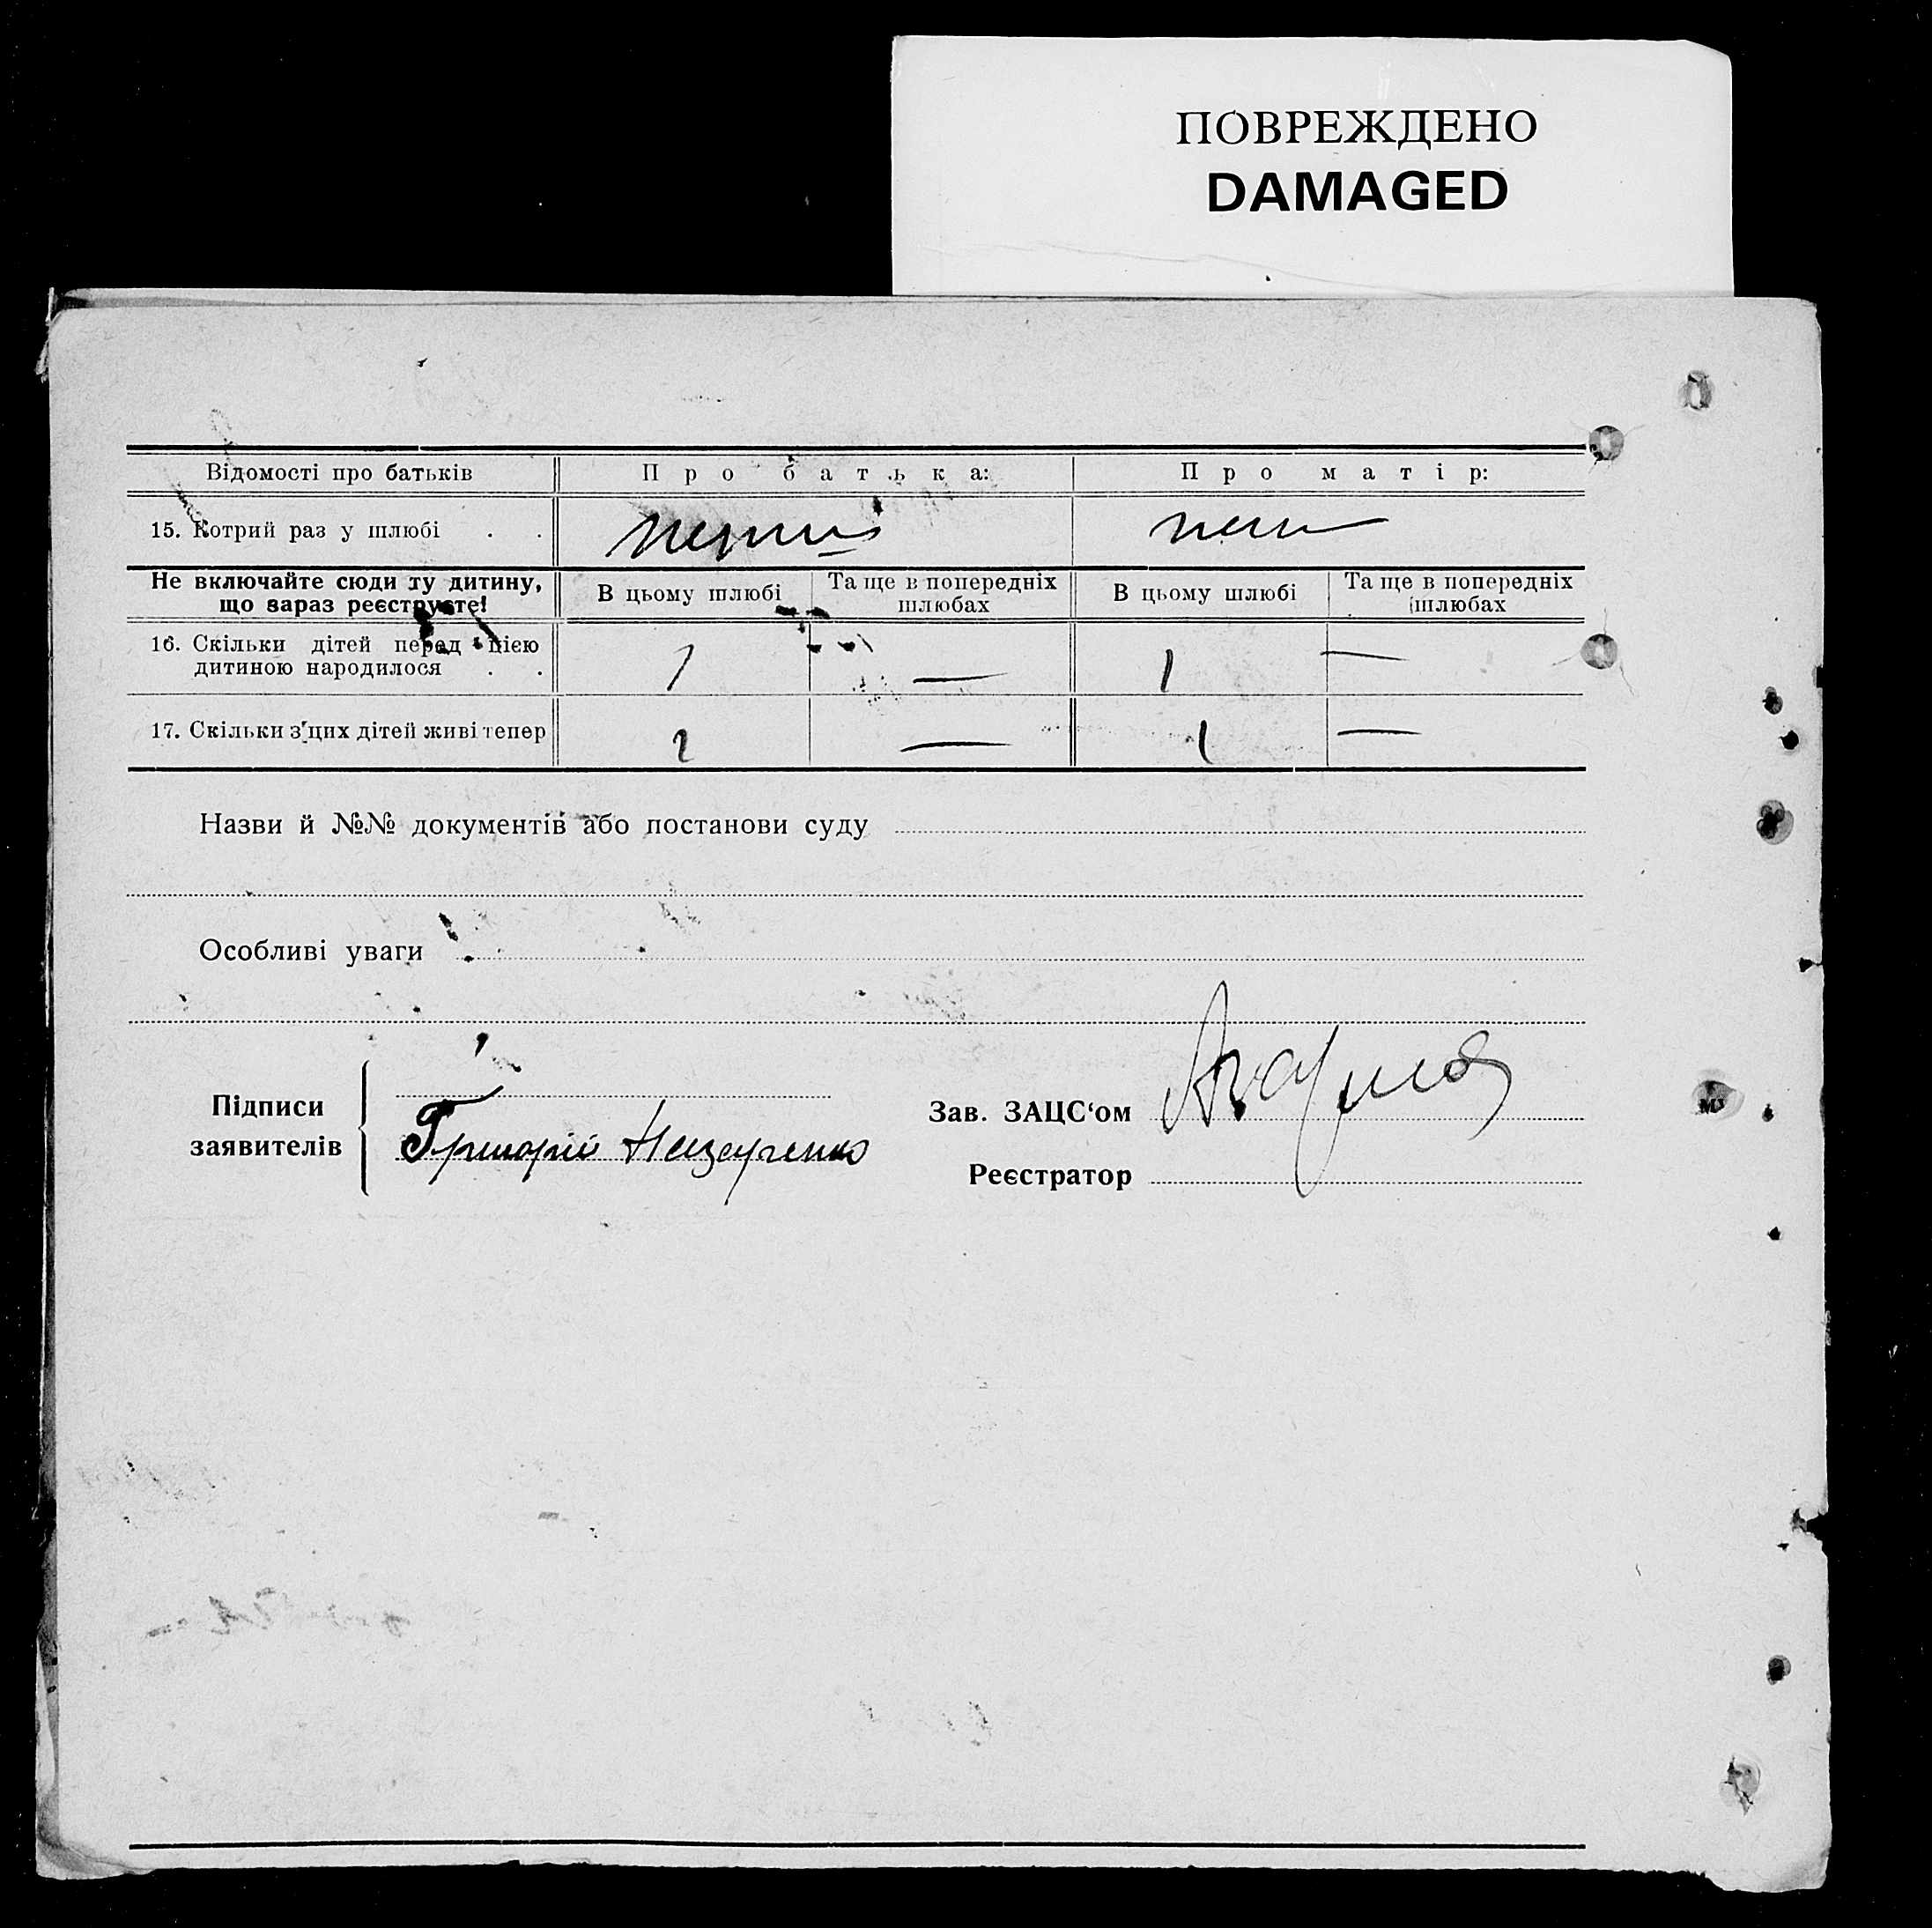 ПОВРЕЖДЕНО
DAMAGED
Відомості про батьків Про батька: Про матір:
15. Котрий раз у шлюбі . . перший
Не включайте сюди ту дитину, що зараз реєструєте! В цьому шлюбі Та ще в попередніх шлюбах В цьому шлюбі Та ще в попередніх шлюбах
16. Скільки дітей перед цією
дитиною народилося . . 1 — 1 —
17. Скільки з цих дітей живі тепер 1 — 1 —
Назви й №№ документів або постанови суду
Особливі уваги
Підписи заявителів Григорій Назаренко
Зав. ЗАЦС‘ом
Реєстратор